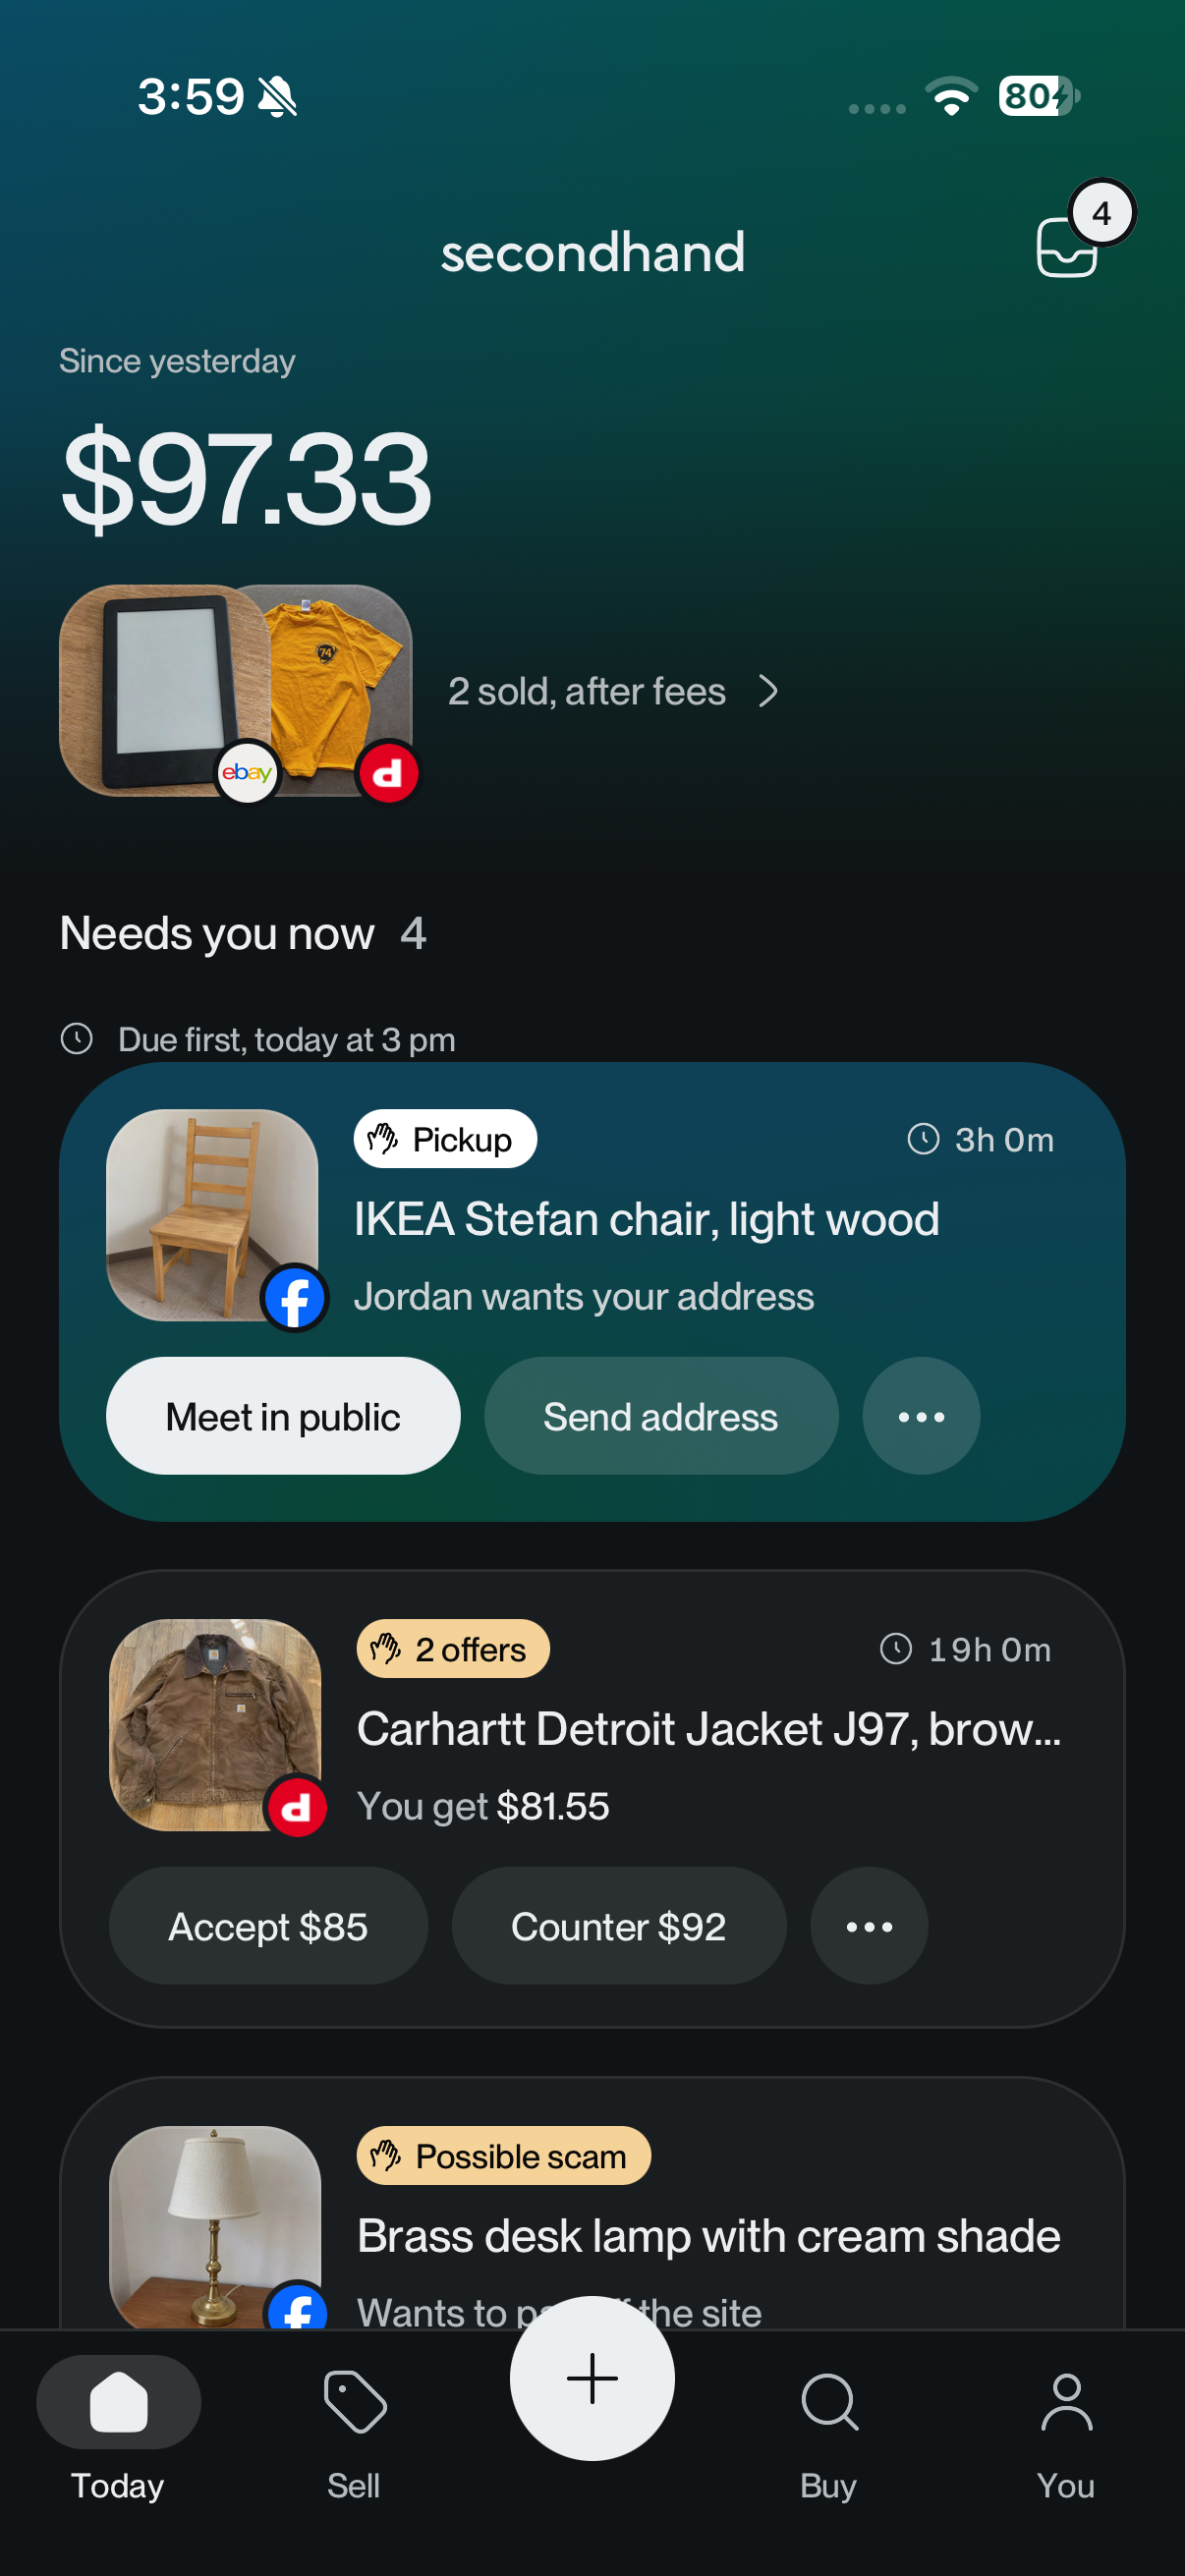 3:59
80
4
secondhand
Since yesterday
$97.33
74
ebay
d
2 sold, after fees
Needs you now 4
Due first, today at 3 pm
Pickup
3h 0m
IKEA Stefan chair, light wood
Jordan wants your address
f
Meet in public
Send address
2 offers
19h 0m
Carhartt Detroit Jacket J97, brow...
You get $81.55
d
Accept $85
Counter $92
Possible scam
Brass desk lamp with cream shade
f
Wants to the site
Today
Sell
Buy
You